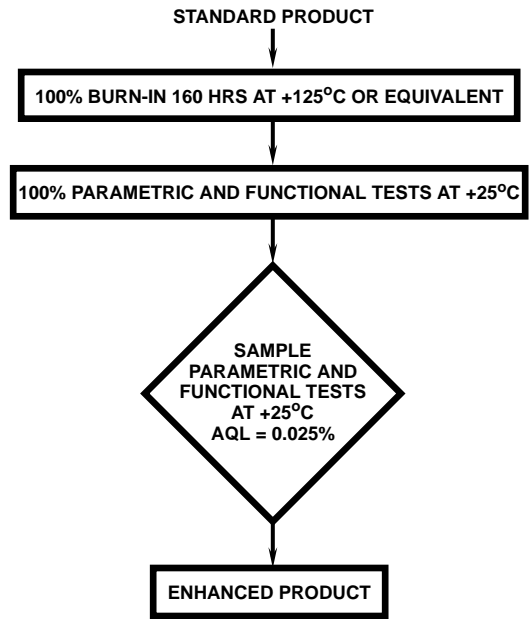 STANDARD PRODUCT
100% BURN-IN 160 HRS AT +125°C OR EQUIVALENT
100% PARAMETRIC AND FUNCTIONAL TESTS AT +25°C
SAMPLE
PARAMETRIC AND
FUNCTIONAL TESTS
AT +25°C
AQL = 0.025%
ENHANCED PRODUCT